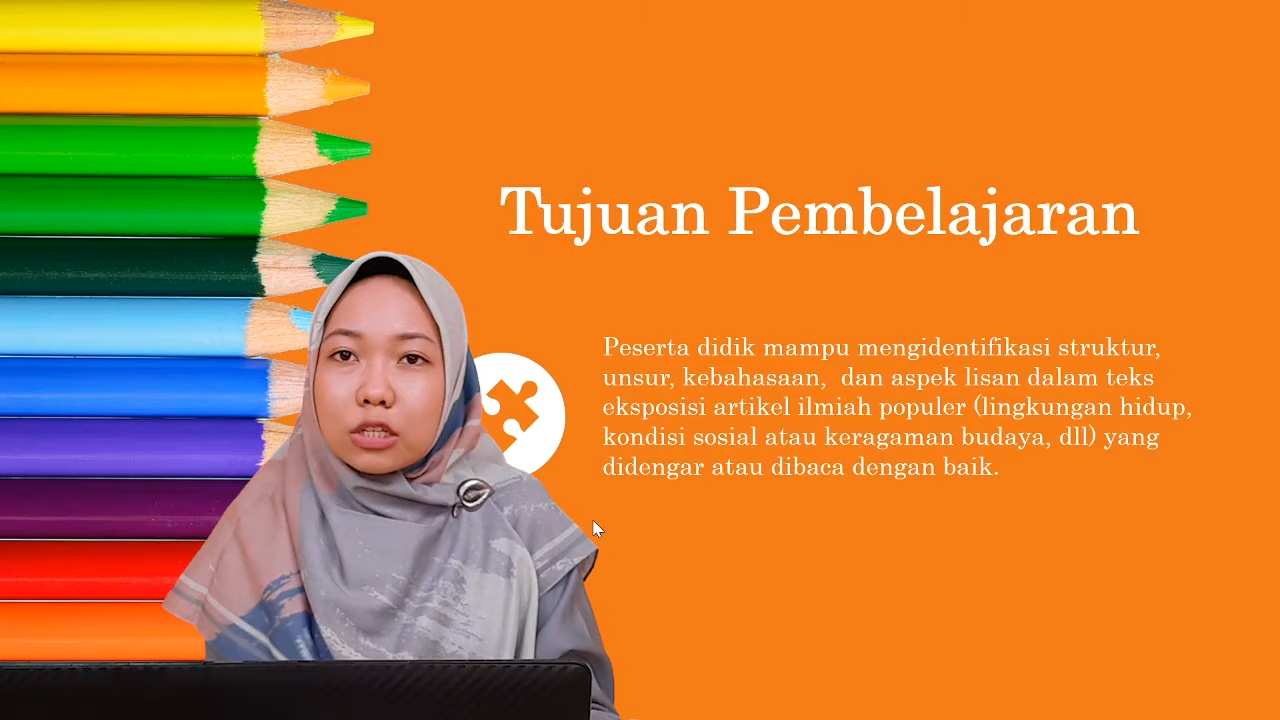 Tujuan Pembelajaran
Peserta didik mampu mengidentifikasi struktur,
unsur, kebahasaan,  dan aspek lisan dalam teks
eksposisi artikel ilmiah populer (lingkungan hidup,
kondisi sosial atau keragaman budaya, dll) yang
didengar atau dibaca dengan baik.